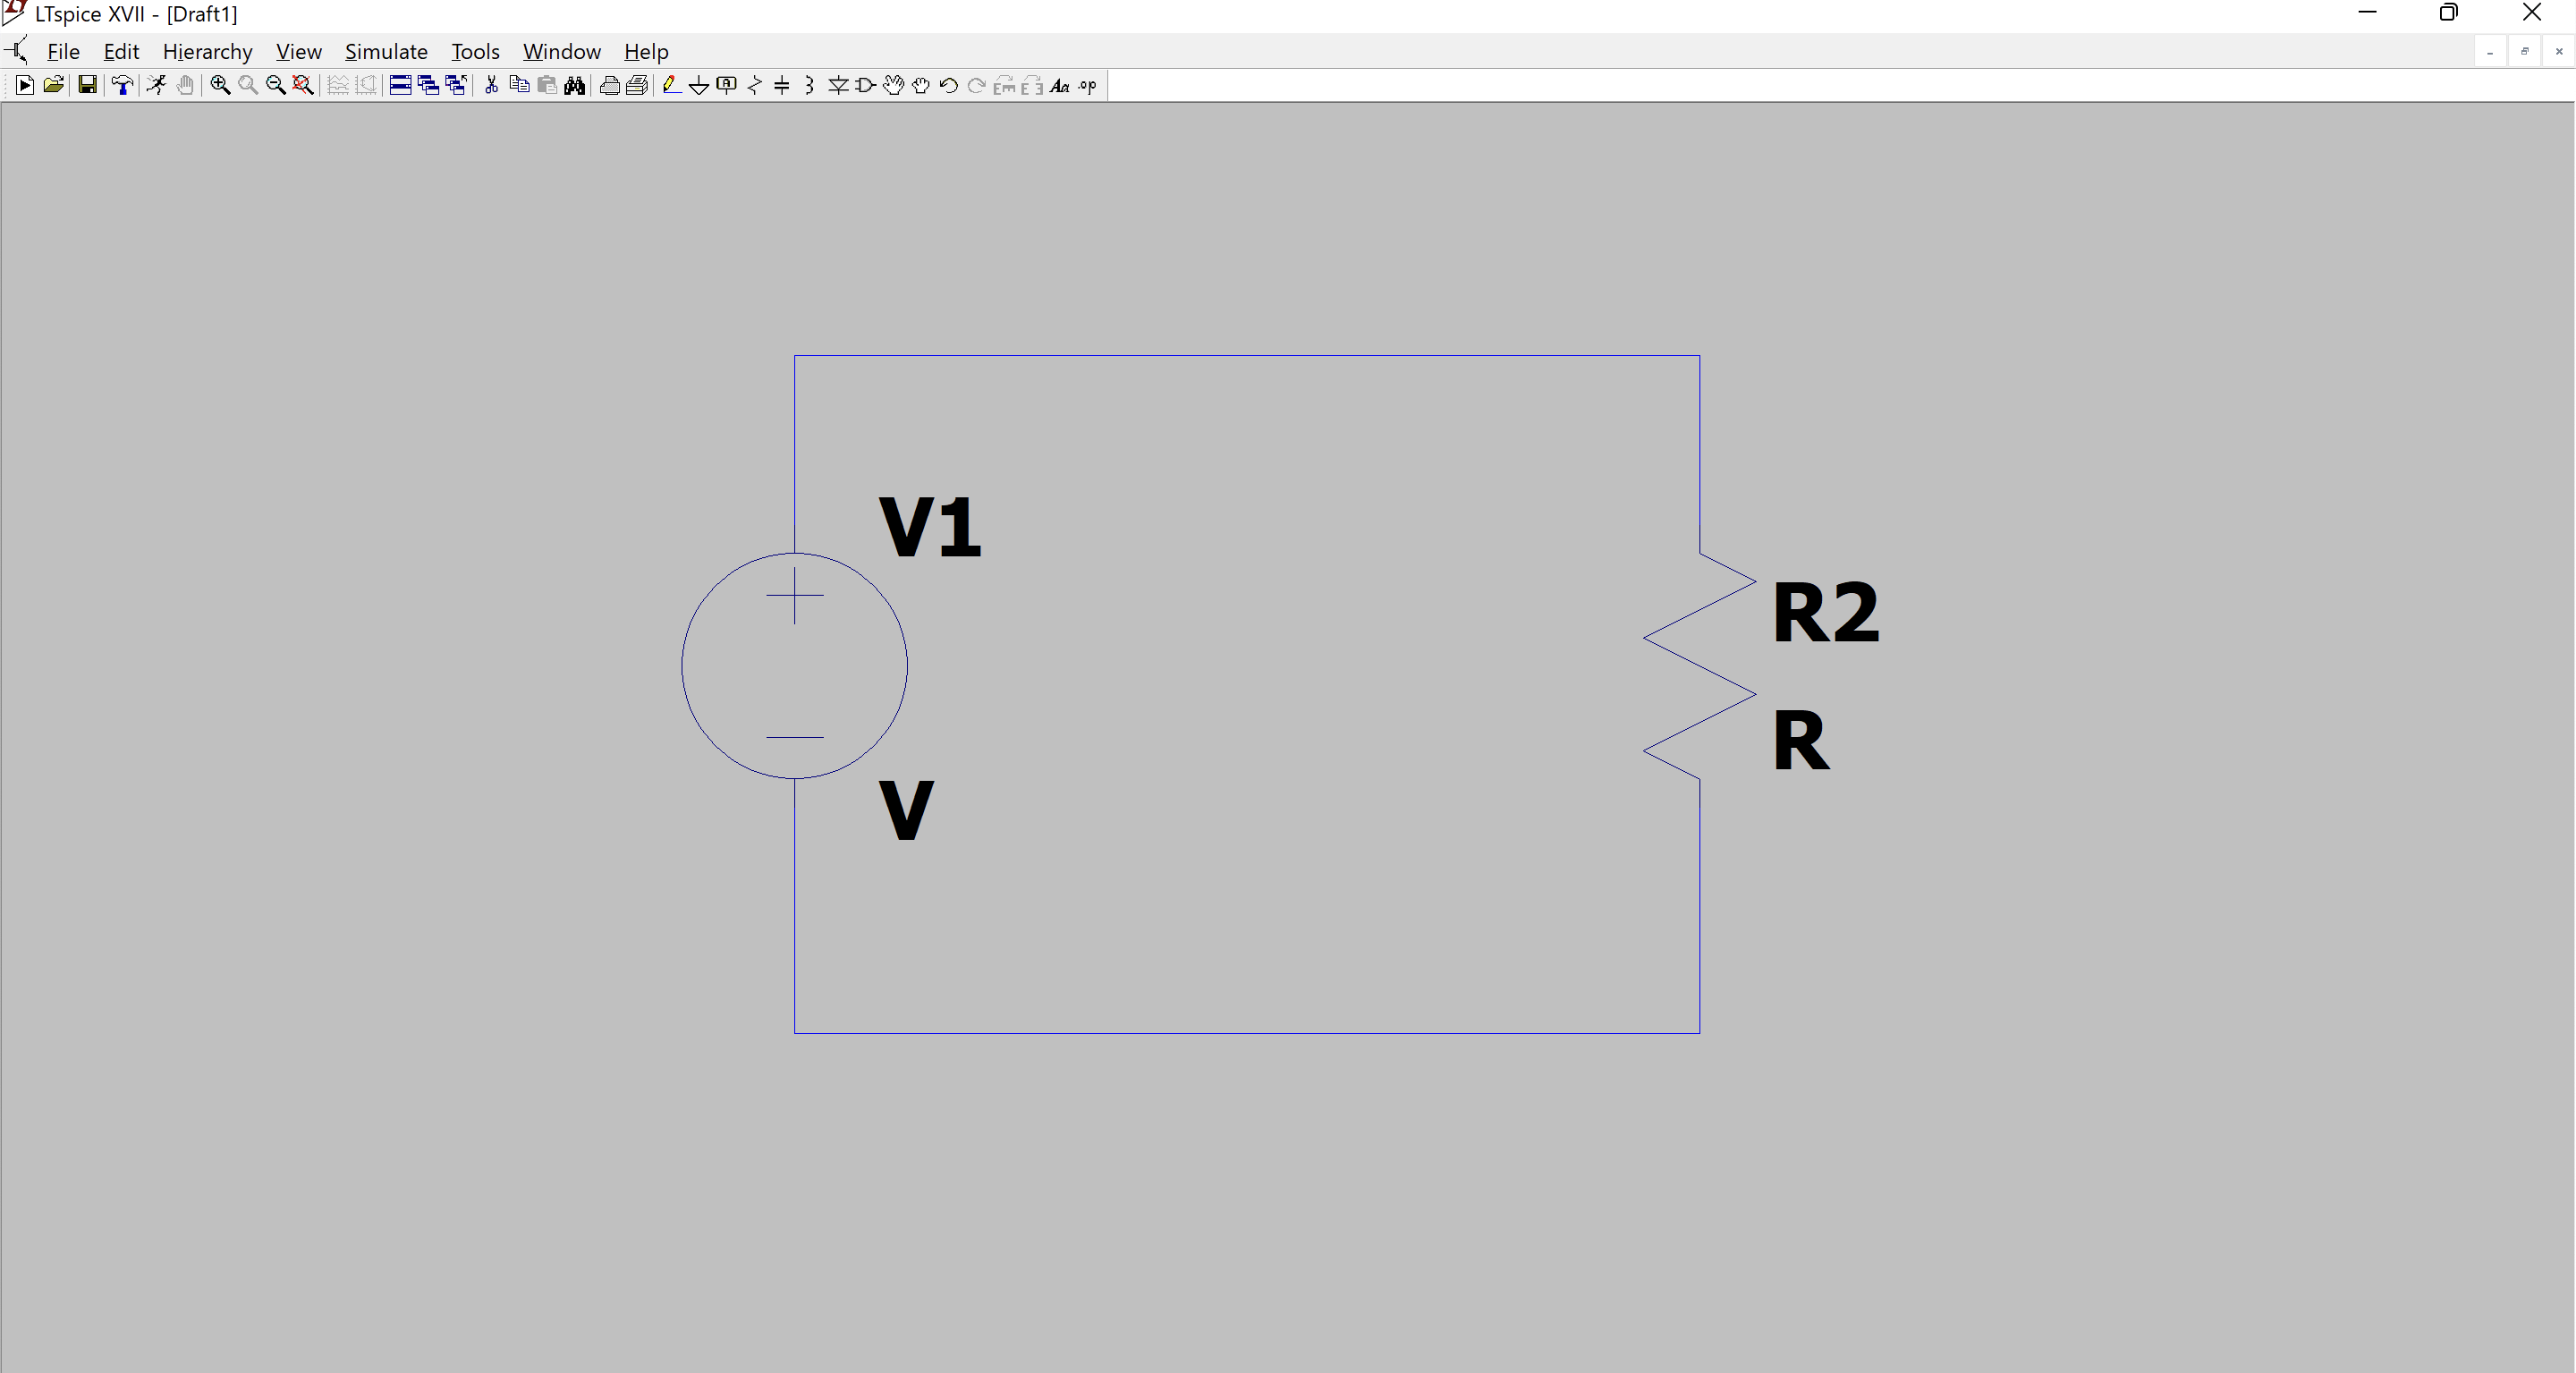 LTspice XVII - [Draft1]
File Edit Hierarchy View Simulate Tools Window Help
A Aa .op
V1
R2
R
V